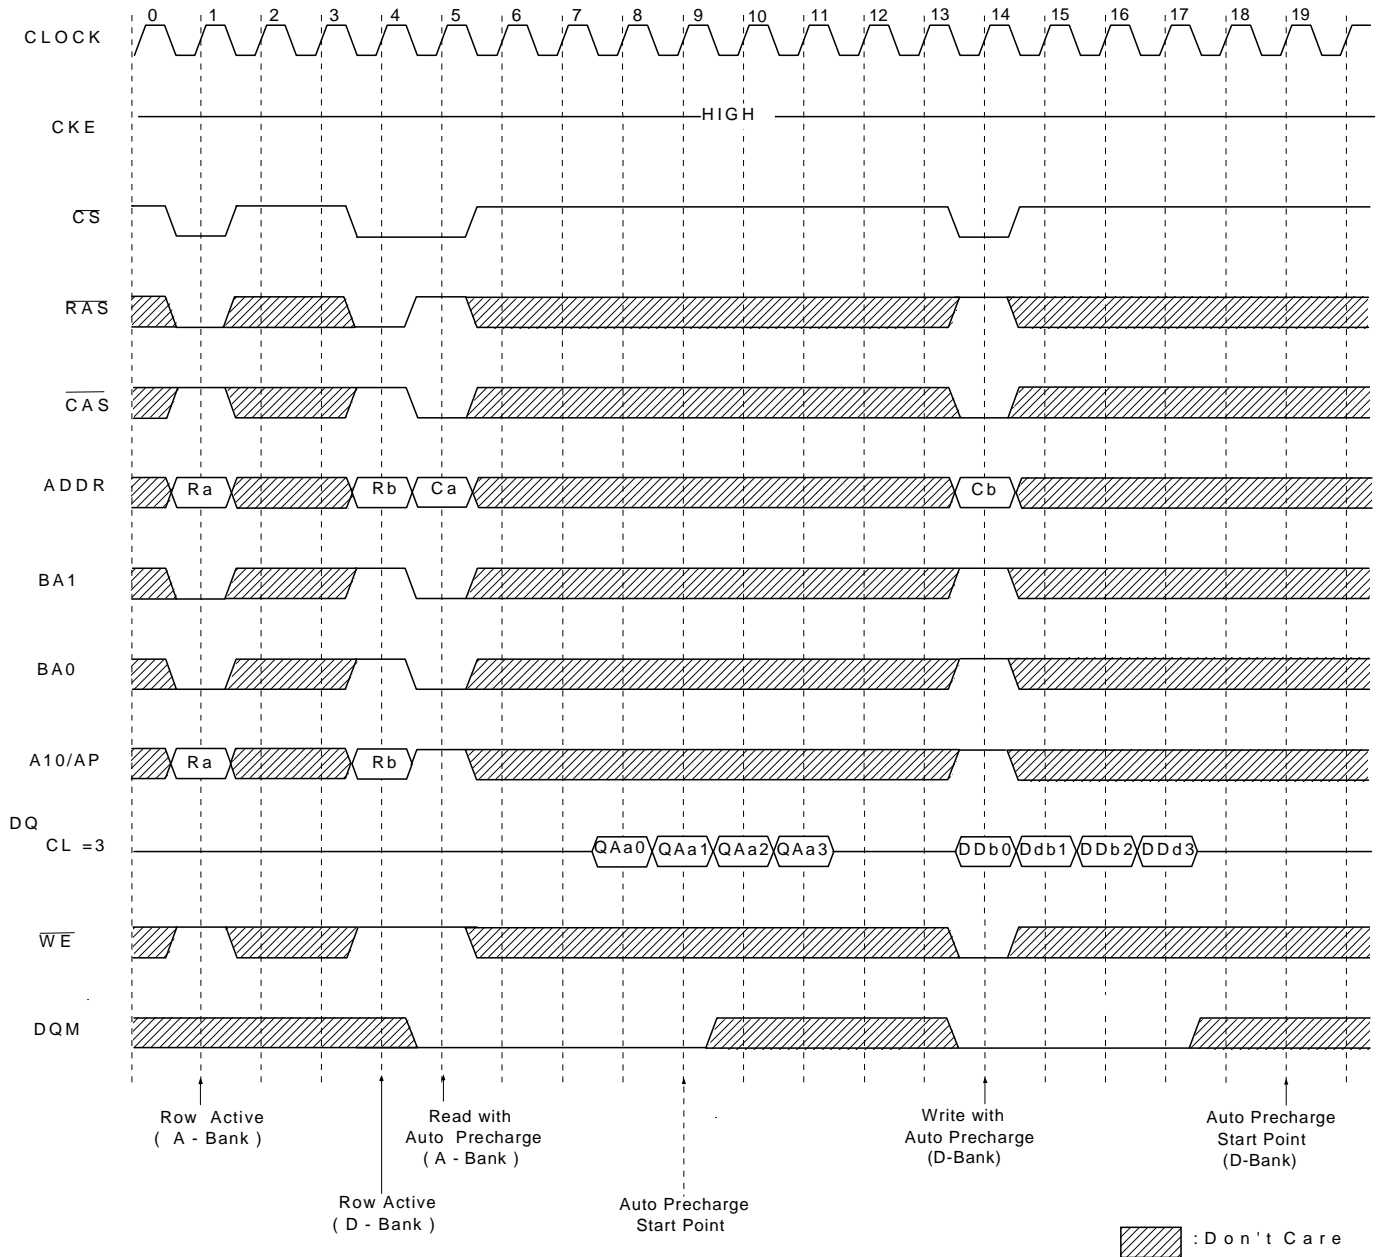 0 1 2 3 4 5 6 7 8 9 10 11 12 13 14 15 16 17 18 19
CLOCK
HIGH
CKE
CS
RAS
CAS
ADDR Ra Rb Ca Cb
BA1
BA0
A10/AP Ra Rb
DQ
CL =3 QAa0 QAa1 QAa2 QAa3 DDb0 Ddb1 DDb2 DDd3
WE
DQM
Row Active
( A - Bank )
Read with
Auto Precharge
( A - Bank )
Write with
Auto Precharge
(D-Bank)
Auto Precharge
Start Point
(D-Bank)
Row Active
( D - Bank )
Auto Precharge
Start Point
: Don't Care